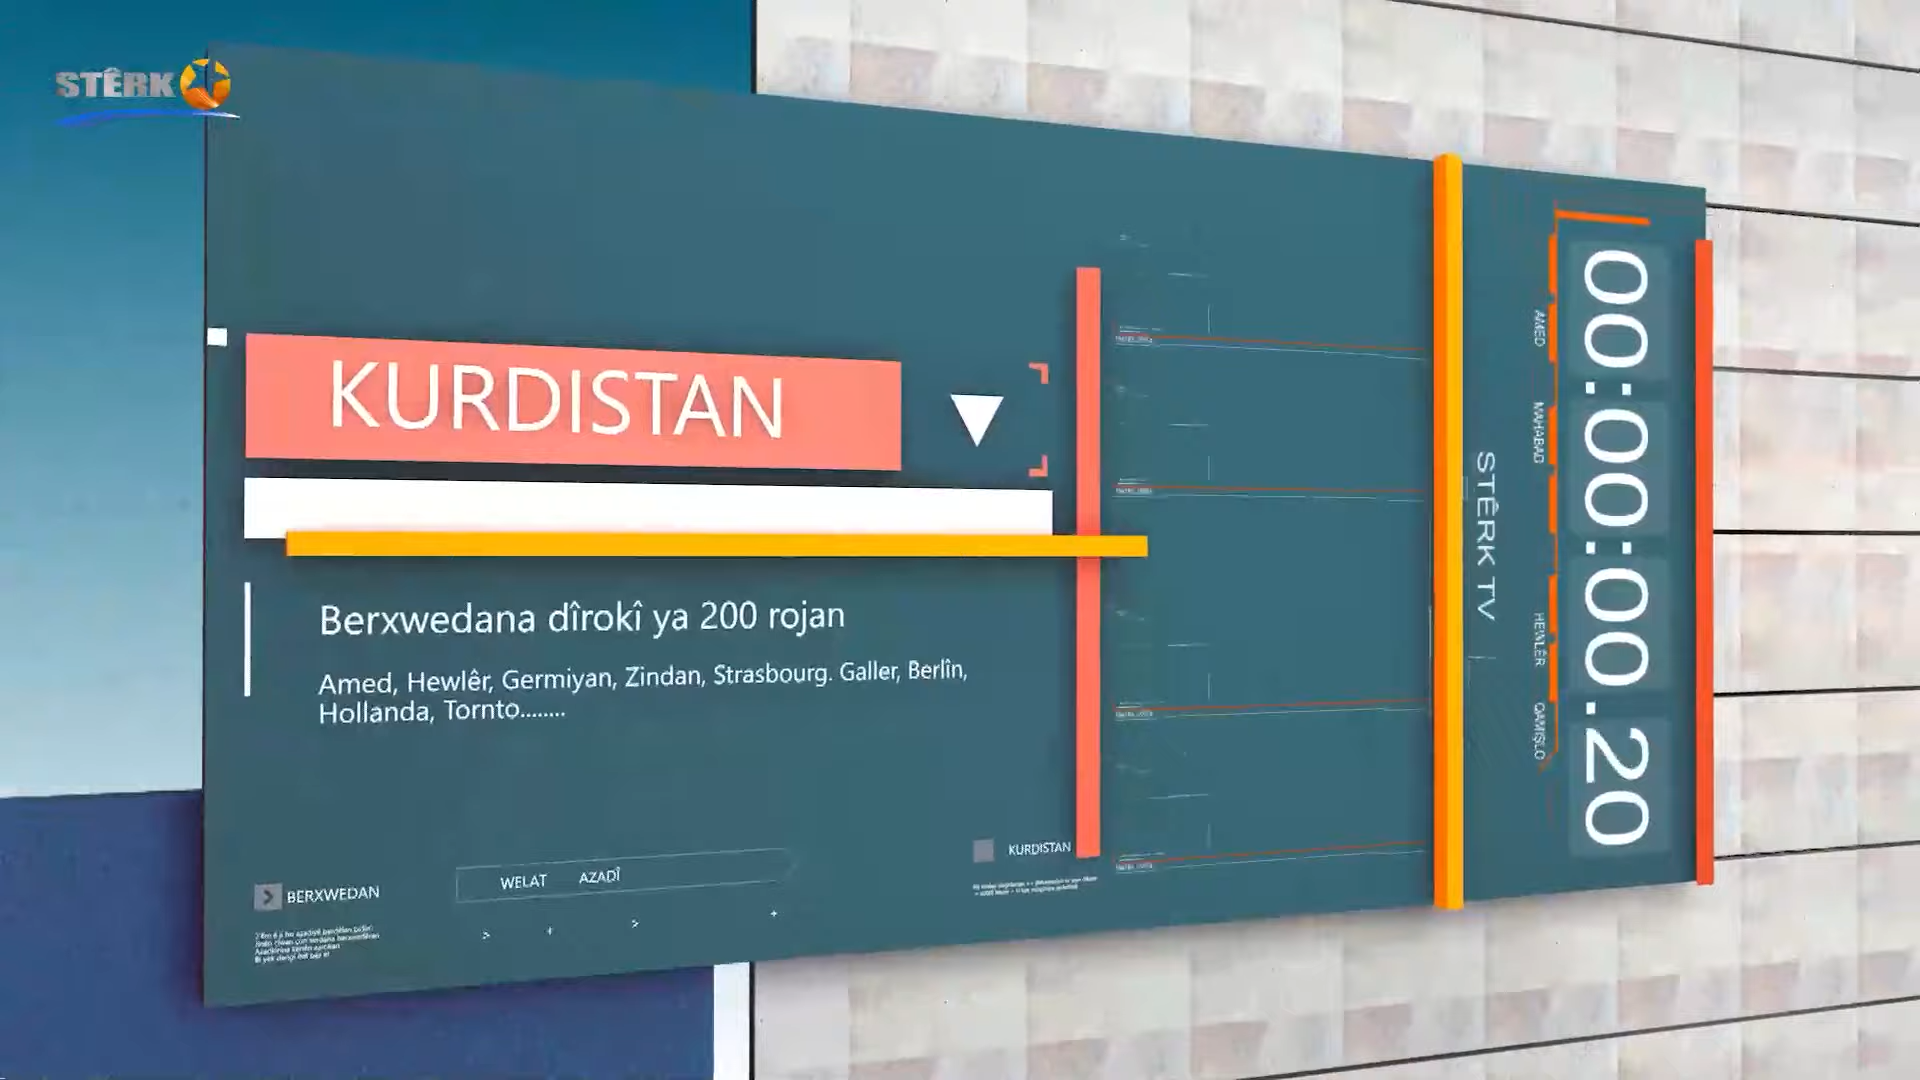 STÊRK
KURDISTAN
Berxwedana dîrokî ya 200 rojan
Amed, Hewlêr, Germiyan, Zindan, Strasbourg. Galler, Berlîn,
Hollanda, Tornto........
BERXWEDAN
WELAT AZADÎ
> + > +
KURDISTAN
STÊRK TV
AMED
MAHABAD
HEWLÊR
QAMIŞLO
00:00:00.20